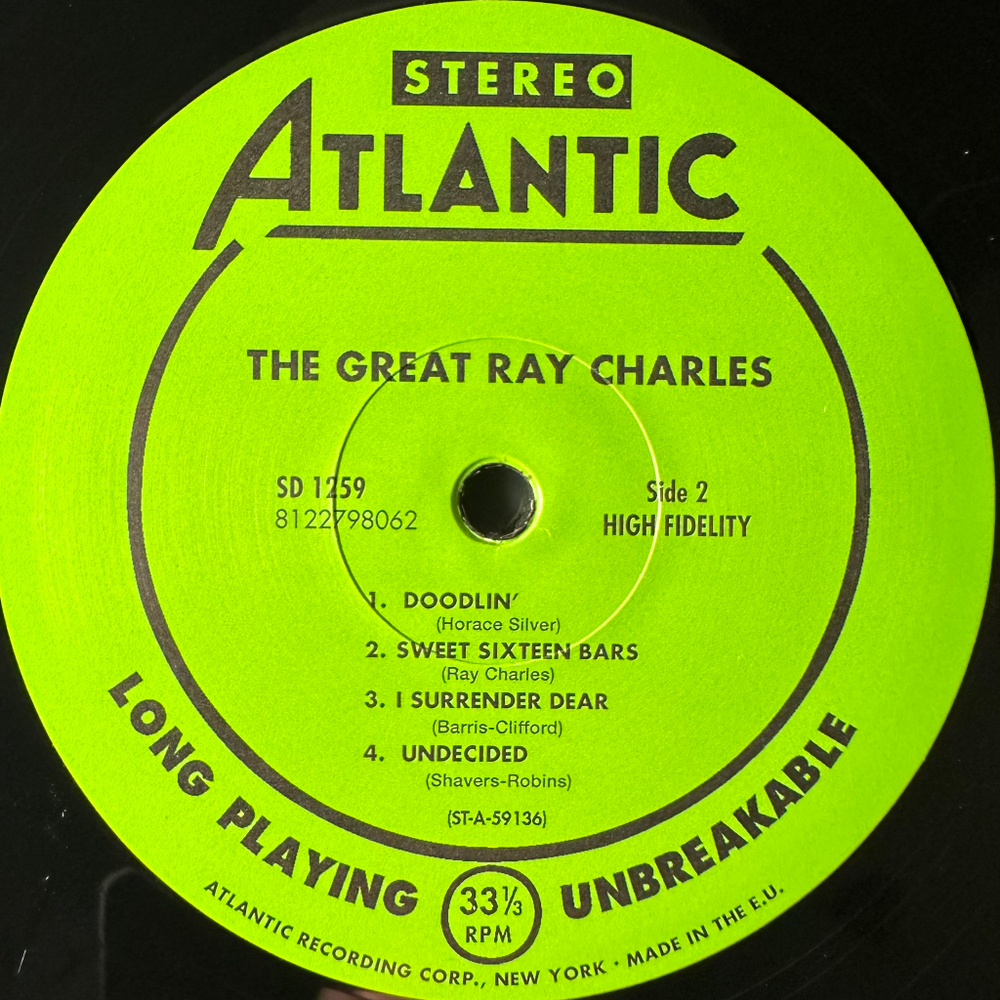 STEREO
ATLANTIC
THE GREAT RAY CHARLES
SD 1259
8122798062
Side 2
HIGH FIDELITY
1. DOODLIN'
(Horace Silver)
2. SWEET SIXTEEN BARS
(Ray Charles)
3. I SURRENDER DEAR
(Barris-Clifford)
4. UNDECIDED
(Shavers-Robins)
(ST-A-59136)
LONG PLAYING
33⅓
RPM
UNBREAKABLE
ATLANTIC RECORDING CORP., NEW YORK · MADE IN THE E.U.